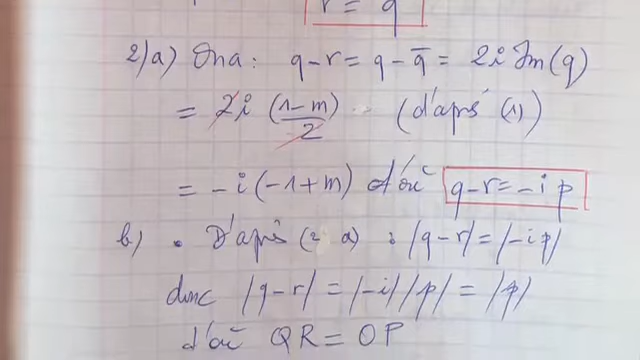 r = q
2/a) On a : q-r = q - q̅ = 2i Im(q)
= 2i (1-m)/2 (d'après (1))
= -i(-1+m) d'où q-r = -i p
b) • D'après (2 a) : |q-r| = |-i p|
donc |q-r| = |-i| |p| = |p|
d'où QR = OP